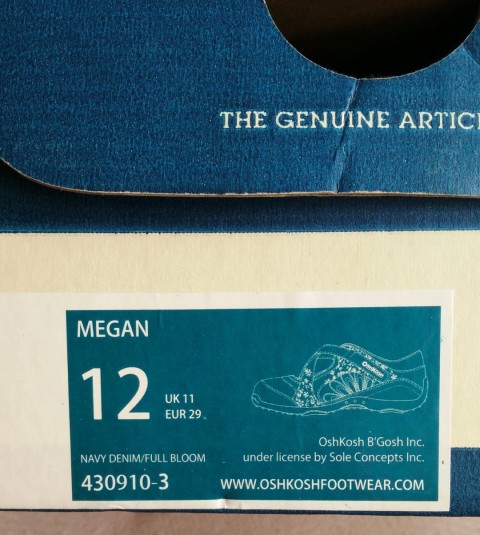 THE GENUINE ARTIC
MEGAN
12
UK 11
EUR 29
OshKosh
NAVY DENIM/FULL BLOOM
430910-3
OshKosh B'Gosh Inc.
under license by Sole Concepts Inc.
WWW.OSHKOSHFOOTWEAR.COM